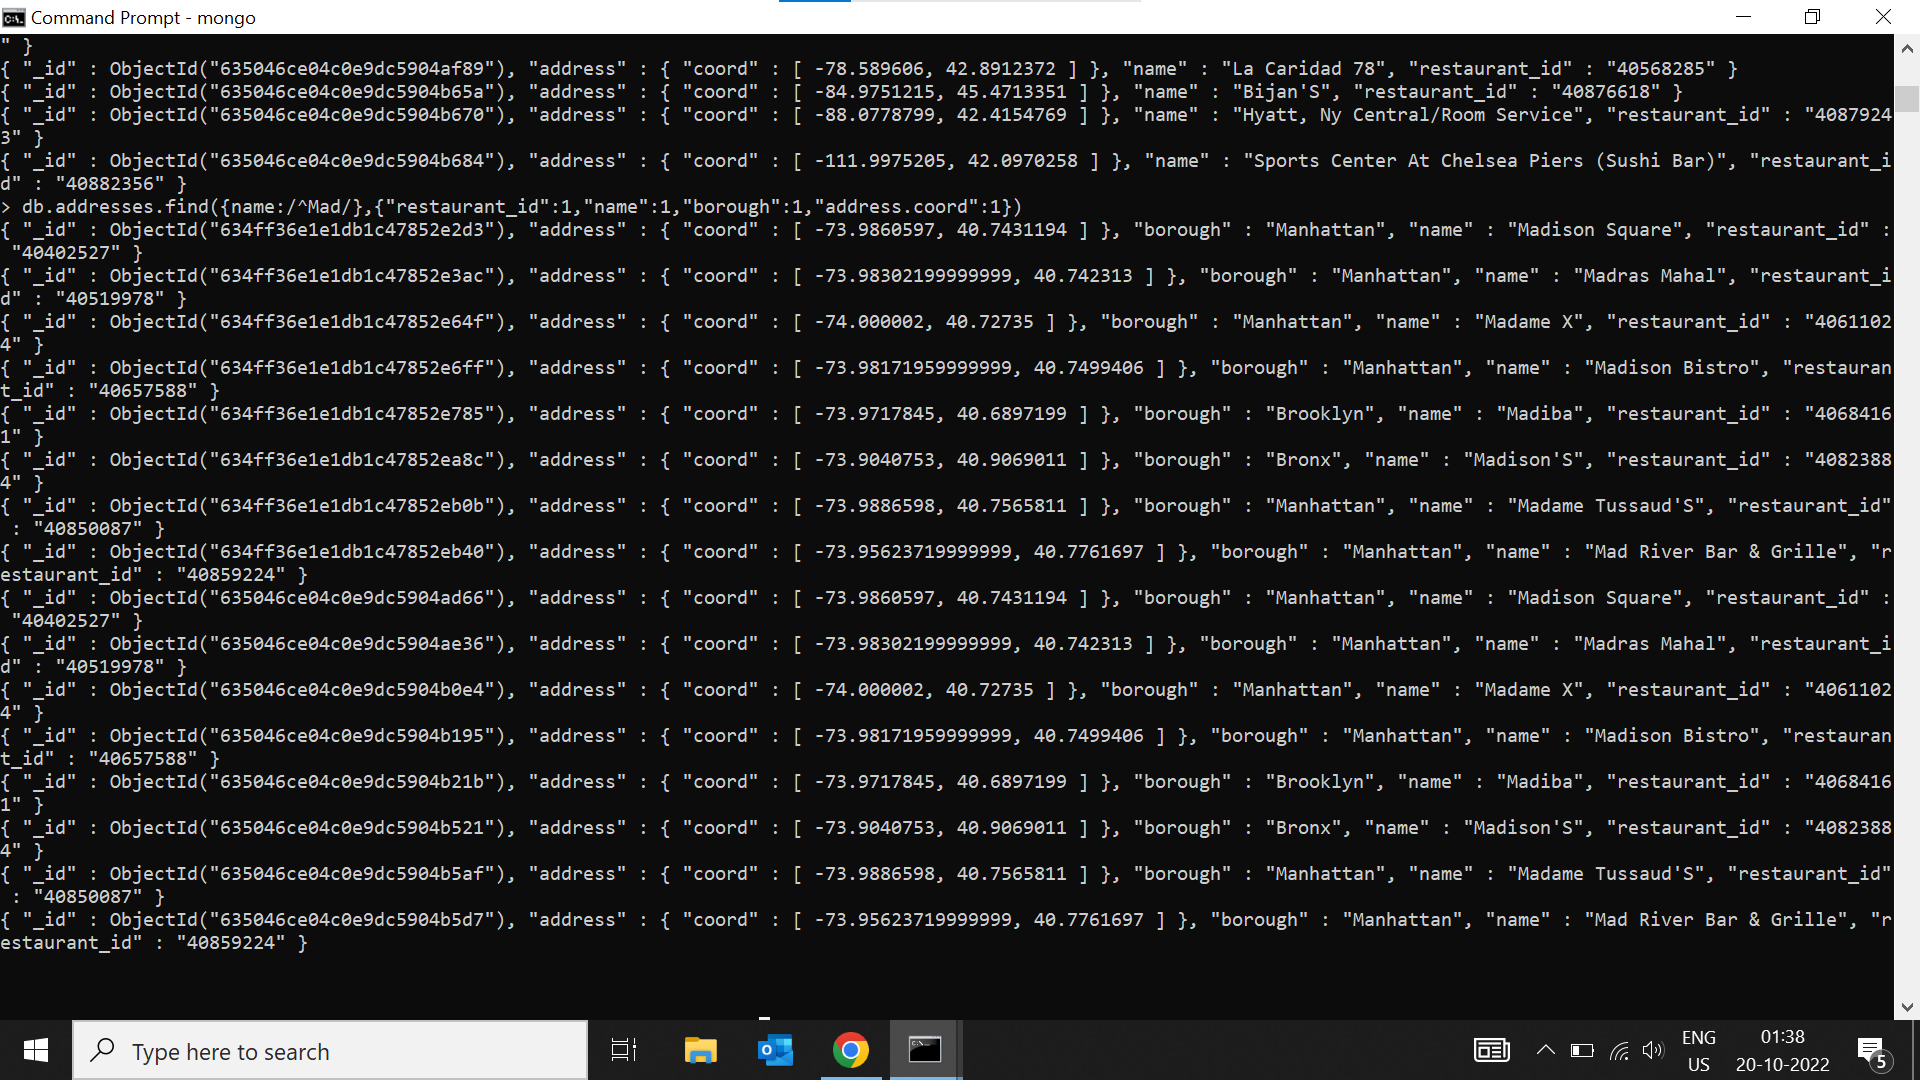 Command Prompt - mongo
" }
{ "_id" : ObjectId("635046ce04c0e9dc5904af89"), "address" : { "coord" : [ -78.589606, 42.8912372 ] }, "name" : "La Caridad 78", "restaurant_id" : "40568285" }
{ "_id" : ObjectId("635046ce04c0e9dc5904b65a"), "address" : { "coord" : [ -84.9751215, 45.4713351 ] }, "name" : "Bijan'S", "restaurant_id" : "40876618" }
{ "_id" : ObjectId("635046ce04c0e9dc5904b670"), "address" : { "coord" : [ -88.0778799, 42.4154769 ] }, "name" : "Hyatt, Ny Central/Room Service", "restaurant_id" : "4087924
3" }
{ "_id" : ObjectId("635046ce04c0e9dc5904b684"), "address" : { "coord" : [ -111.9975205, 42.0970258 ] }, "name" : "Sports Center At Chelsea Piers (Sushi Bar)", "restaurant_i
d" : "40882356" }
> db.addresses.find({name:/^Mad/},{"restaurant_id":1,"name":1,"borough":1,"address.coord":1})
{ "_id" : ObjectId("634ff36e1e1db1c47852e2d3"), "address" : { "coord" : [ -73.9860597, 40.7431194 ] }, "borough" : "Manhattan", "name" : "Madison Square", "restaurant_id" :
 "40402527" }
{ "_id" : ObjectId("634ff36e1e1db1c47852e3ac"), "address" : { "coord" : [ -73.98302199999999, 40.742313 ] }, "borough" : "Manhattan", "name" : "Madras Mahal", "restaurant_i
d" : "40519978" }
{ "_id" : ObjectId("634ff36e1e1db1c47852e64f"), "address" : { "coord" : [ -74.000002, 40.72735 ] }, "borough" : "Manhattan", "name" : "Madame X", "restaurant_id" : "4061102
4" }
{ "_id" : ObjectId("634ff36e1e1db1c47852e6ff"), "address" : { "coord" : [ -73.98171959999999, 40.7499406 ] }, "borough" : "Manhattan", "name" : "Madison Bistro", "restauran
t_id" : "40657588" }
{ "_id" : ObjectId("634ff36e1e1db1c47852e785"), "address" : { "coord" : [ -73.9717845, 40.6897199 ] }, "borough" : "Brooklyn", "name" : "Madiba", "restaurant_id" : "4068416
1" }
{ "_id" : ObjectId("634ff36e1e1db1c47852ea8c"), "address" : { "coord" : [ -73.9040753, 40.9069011 ] }, "borough" : "Bronx", "name" : "Madison'S", "restaurant_id" : "4082388
4" }
{ "_id" : ObjectId("634ff36e1e1db1c47852eb0b"), "address" : { "coord" : [ -73.9886598, 40.7565811 ] }, "borough" : "Manhattan", "name" : "Madame Tussaud'S", "restaurant_id"
 : "40850087" }
{ "_id" : ObjectId("634ff36e1e1db1c47852eb40"), "address" : { "coord" : [ -73.95623719999999, 40.7761697 ] }, "borough" : "Manhattan", "name" : "Mad River Bar & Grille", "r
estaurant_id" : "40859224" }
{ "_id" : ObjectId("635046ce04c0e9dc5904ad66"), "address" : { "coord" : [ -73.9860597, 40.7431194 ] }, "borough" : "Manhattan", "name" : "Madison Square", "restaurant_id" :
 "40402527" }
{ "_id" : ObjectId("635046ce04c0e9dc5904ae36"), "address" : { "coord" : [ -73.98302199999999, 40.742313 ] }, "borough" : "Manhattan", "name" : "Madras Mahal", "restaurant_i
d" : "40519978" }
{ "_id" : ObjectId("635046ce04c0e9dc5904b0e4"), "address" : { "coord" : [ -74.000002, 40.72735 ] }, "borough" : "Manhattan", "name" : "Madame X", "restaurant_id" : "4061102
4" }
{ "_id" : ObjectId("635046ce04c0e9dc5904b195"), "address" : { "coord" : [ -73.98171959999999, 40.7499406 ] }, "borough" : "Manhattan", "name" : "Madison Bistro", "restauran
t_id" : "40657588" }
{ "_id" : ObjectId("635046ce04c0e9dc5904b21b"), "address" : { "coord" : [ -73.9717845, 40.6897199 ] }, "borough" : "Brooklyn", "name" : "Madiba", "restaurant_id" : "4068416
1" }
{ "_id" : ObjectId("635046ce04c0e9dc5904b521"), "address" : { "coord" : [ -73.9040753, 40.9069011 ] }, "borough" : "Bronx", "name" : "Madison'S", "restaurant_id" : "4082388
4" }
{ "_id" : ObjectId("635046ce04c0e9dc5904b5af"), "address" : { "coord" : [ -73.9886598, 40.7565811 ] }, "borough" : "Manhattan", "name" : "Madame Tussaud'S", "restaurant_id"
 : "40850087" }
{ "_id" : ObjectId("635046ce04c0e9dc5904b5d7"), "address" : { "coord" : [ -73.95623719999999, 40.7761697 ] }, "borough" : "Manhattan", "name" : "Mad River Bar & Grille", "r
estaurant_id" : "40859224" }
Type here to search
ENG
US
01:38
20-10-2022
5